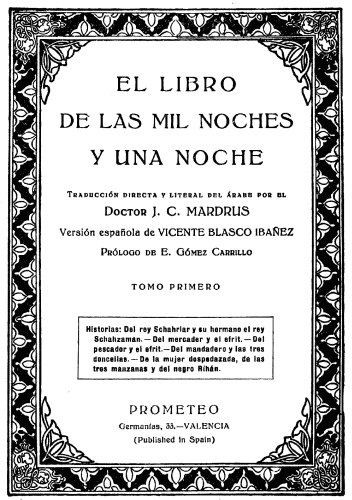 EL LIBRO
DE LAS MIL NOCHES
Y UNA NOCHE
TRADUCCIÓN DIRECTA Y LITERAL DEL ÁRABE POR EL
DOCTOR J. C. MARDRUS
Versión española de VICENTE BLASCO IBAÑEZ
PRÓLOGO DE E. GÓMEZ CARRILLO
TOMO PRIMERO
Historias: Del rey Schahriar y su hermano el rey
Schahzaman. — Del mercader y el efrit. — Del
pescador y el efrit. — Del mandadero y las tres
doncellas. — De la mujer despedazada, de las
tres manzanas y del negro Rihán.
PROMETEO
Germanías, 33.—VALENCIA
(Published in Spain)